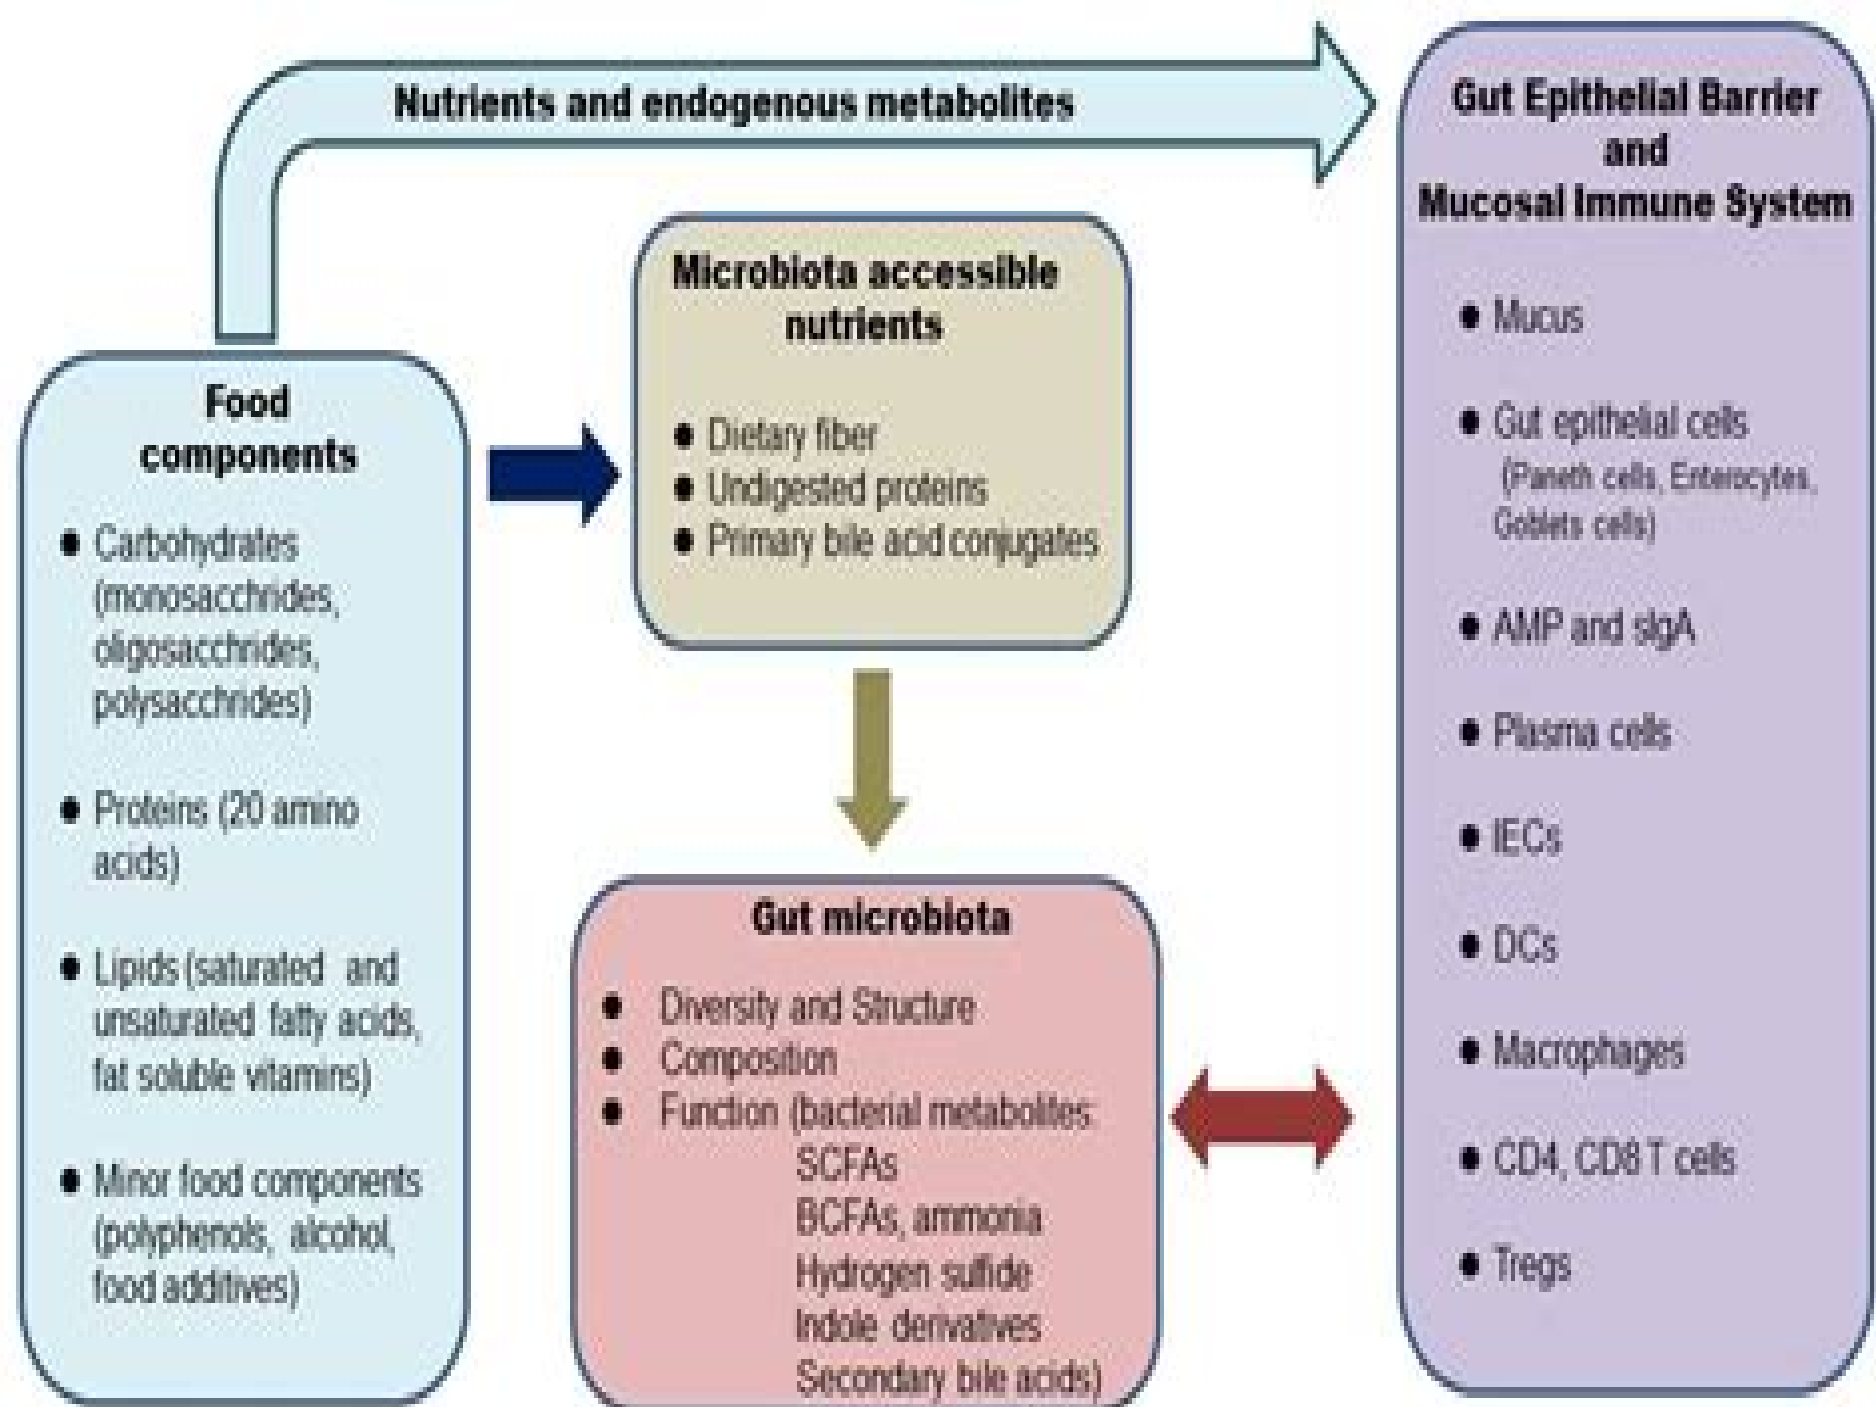 Nutrients and endogenous metabolites
Food
components
● Carbohydrates
(monosacchrides,
oligosacchrides,
polysacchrides)
● Proteins (20 amino
acids)
● Lipids (saturated and
unsaturated fatty acids,
fat soluble vitamins)
● Minor food components
(polyphenols, alcohol,
food additives)
Microbiota accessible
nutrients
● Dietary fiber
● Undigested proteins
● Primary bile acid conjugates
Gut microbiota
● Diversity and Structure
● Composition
● Function (bacterial metabolites:
SCFAs
BCFAs, ammonia
Hydrogen sulfide
Indole derivatives
Secondary bile acids)
Gut Epithelial Barrier
and
Mucosal Immune System
● Mucus
● Gut epithelial cells
(Paneth cells, Enterocytes,
Goblets cells)
● AMP and sIgA
● Plasma cells
● IECs
● DCs
● Macrophages
● CD4, CD8 T cells
● Tregs